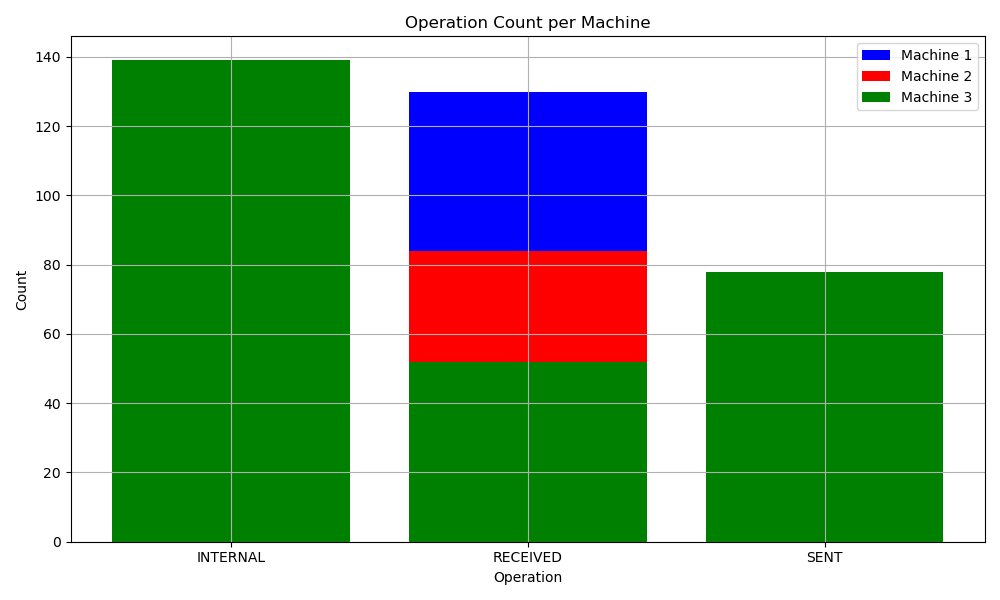 Operation Count per Machine
Machine 1
Machine 2
Machine 3
140
120
100
80
60
40
20
0
Count
INTERNAL
RECEIVED
SENT
Operation